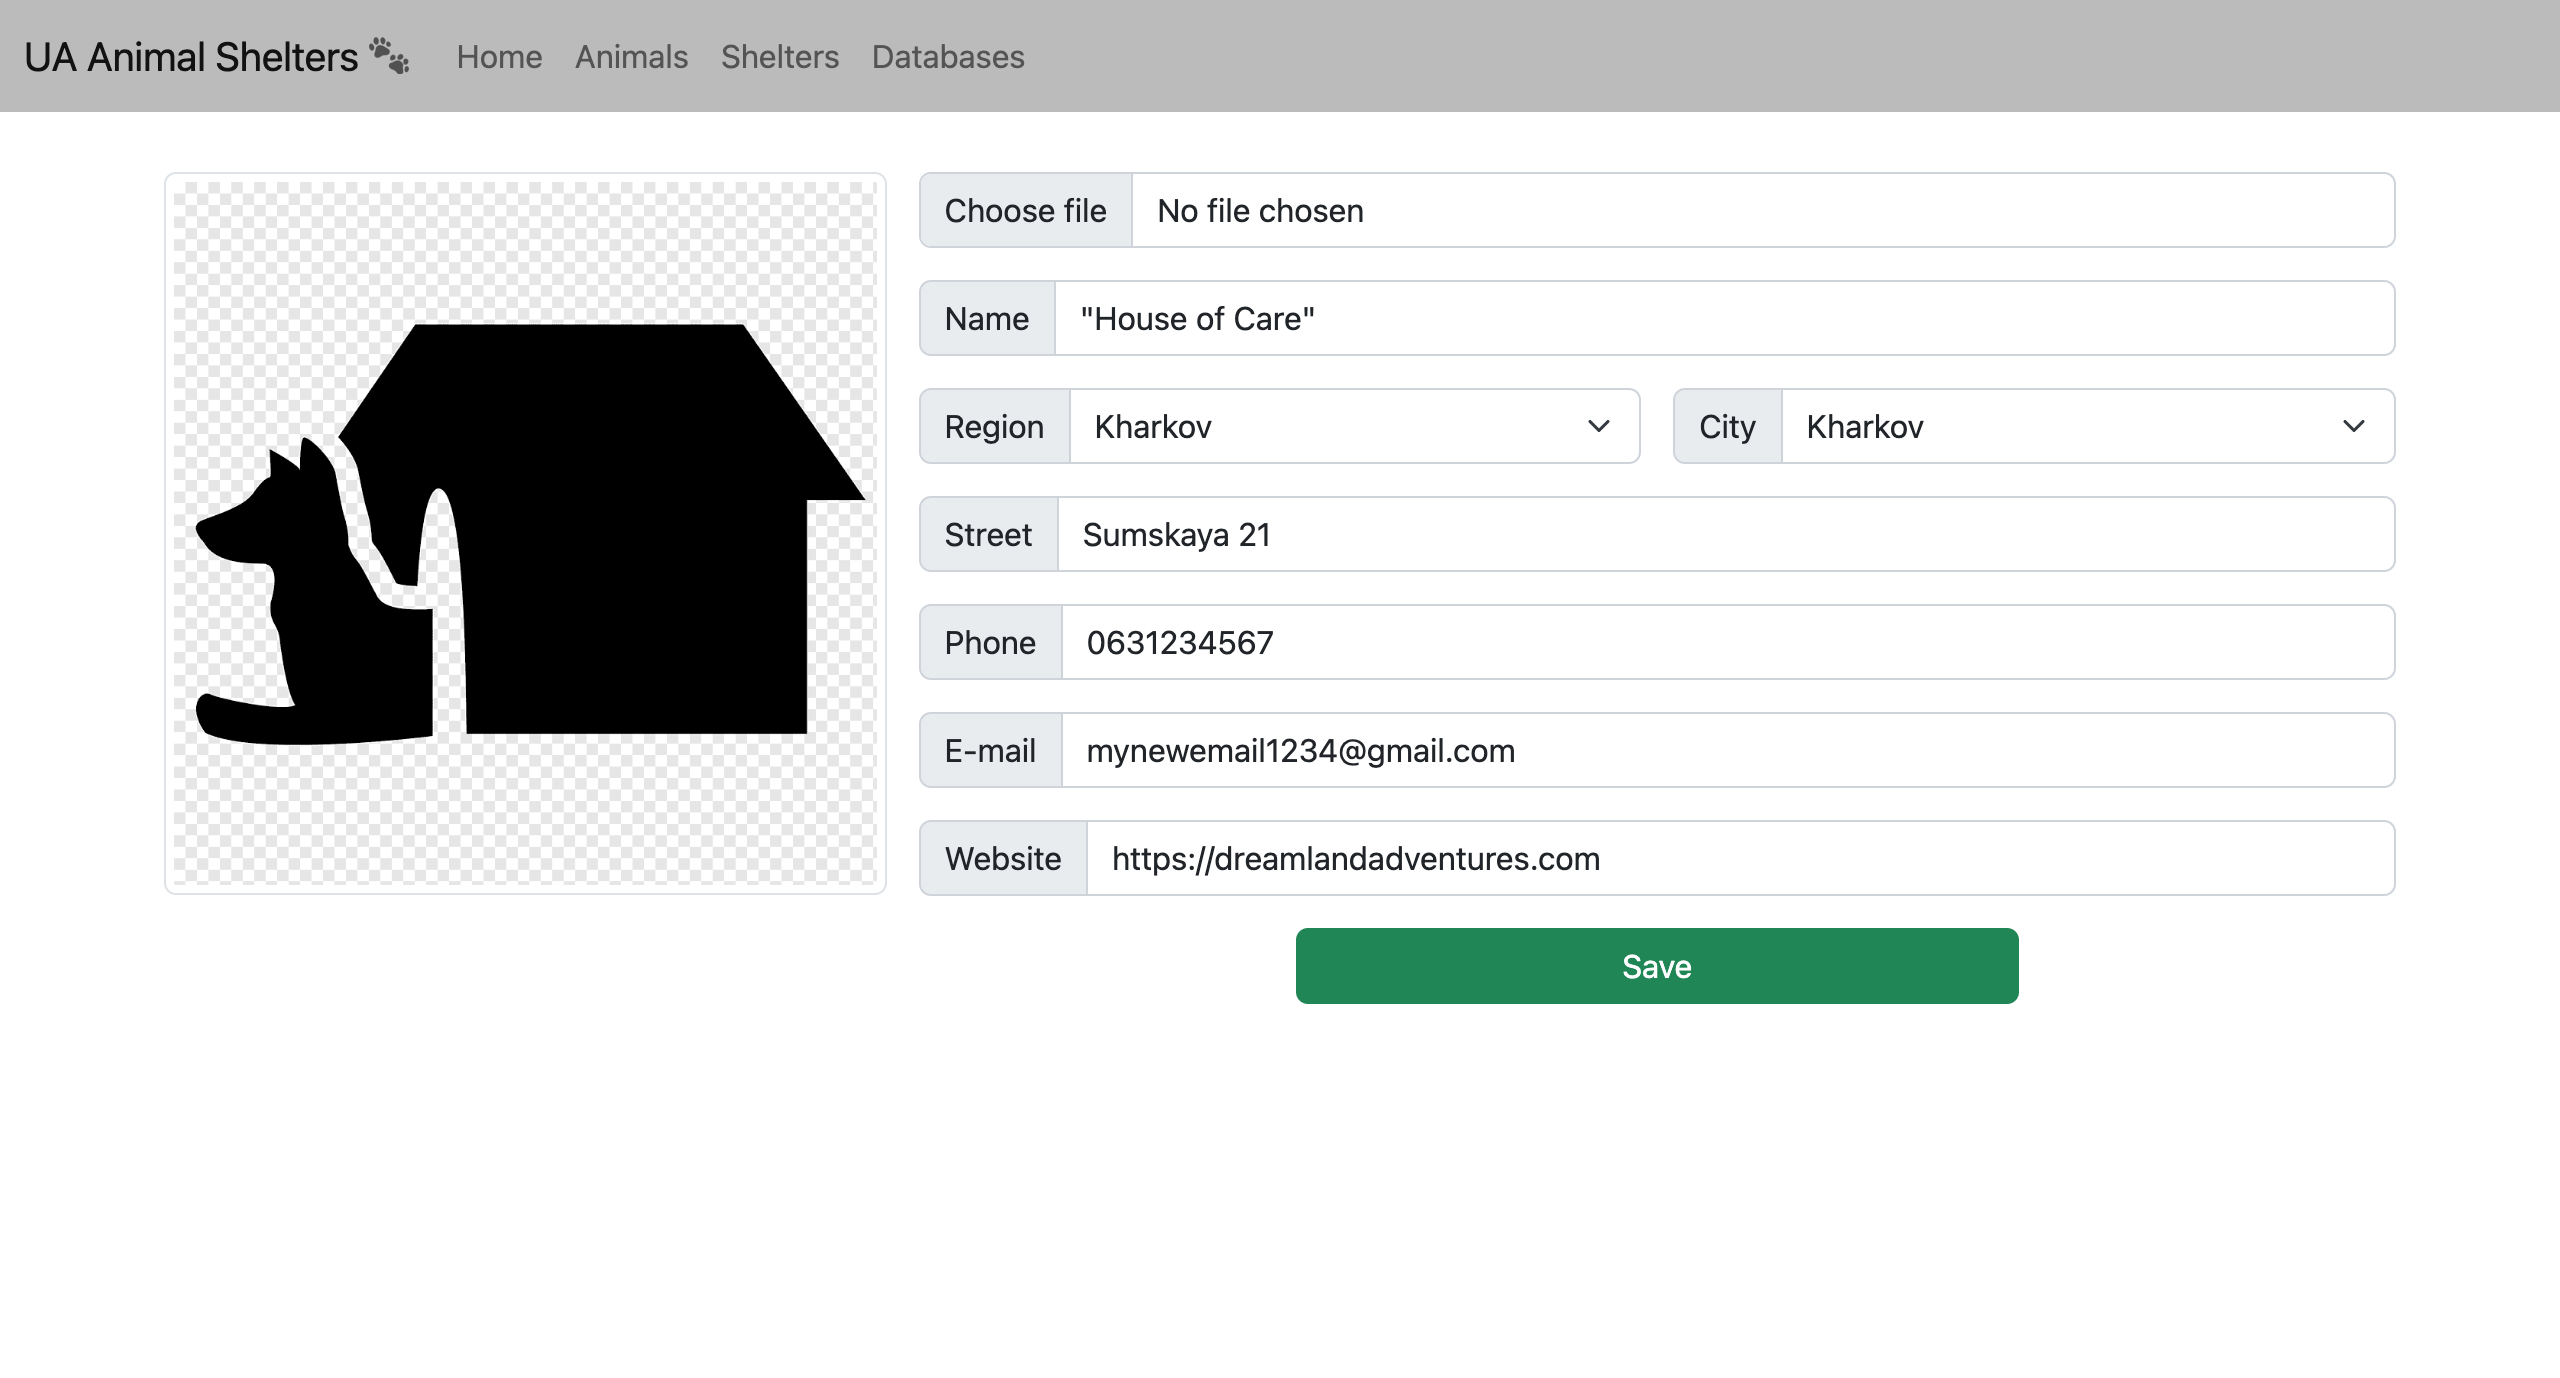 UA Animal Shelters Home Animals Shelters Databases
Choose file No file chosen
Name "House of Care"
Region Kharkov City Kharkov
Street Sumskaya 21
Phone 0631234567
E-mail mynewemail1234@gmail.com
Website https://dreamlandadventures.com
Save